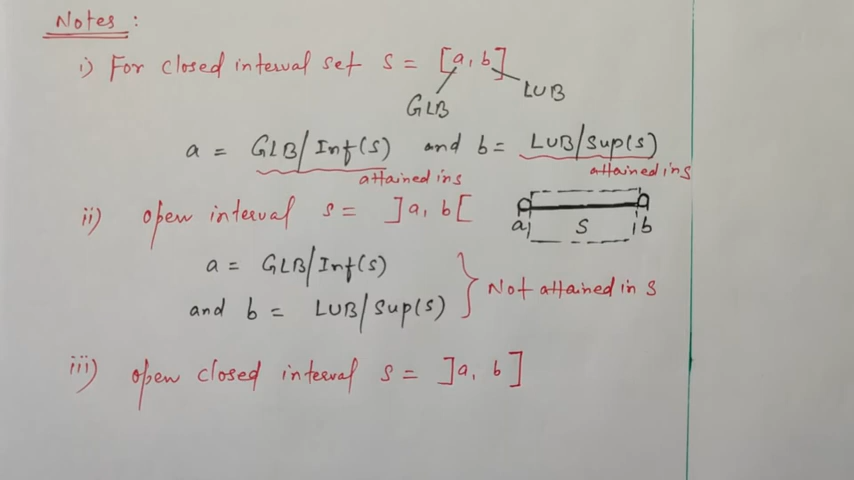 Notes :
i) For closed interval set S = [a, b]
GLB LUB
a = GLB/Inf(S) and b = LUB/Sup(S)
attained in S attained in S
ii) open interval S = ]a, b[
a S b
a = GLB/Inf(S)
and b = LUB/Sup(S)
Not attained in S
iii) open closed interval S = ]a, b]